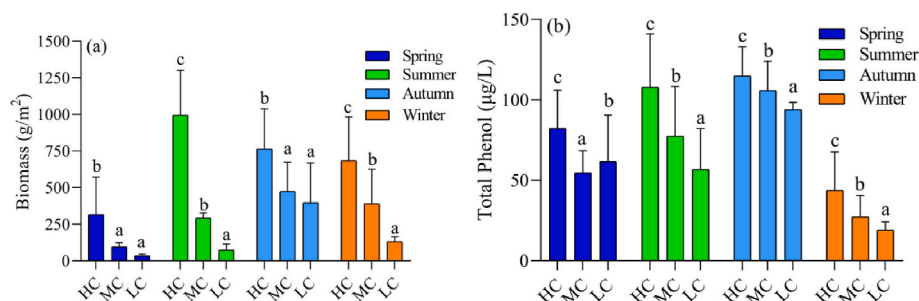 (a)
Biomass (g/m²)
1500
1250
1000
750
500
250
0
Spring
Summer
Autumn
Winter
b
a
a
c
b
a
b
a
a
c
b
a
HC
MC
LC
HC
MC
LC
HC
MC
LC
HC
MC
LC
(b)
Total Phenol (µg/L)
150
100
50
0
Spring
Summer
Autumn
Winter
c
a
b
c
b
a
c
b
a
c
b
a
HC
MC
LC
HC
MC
LC
HC
MC
LC
HC
MC
LC